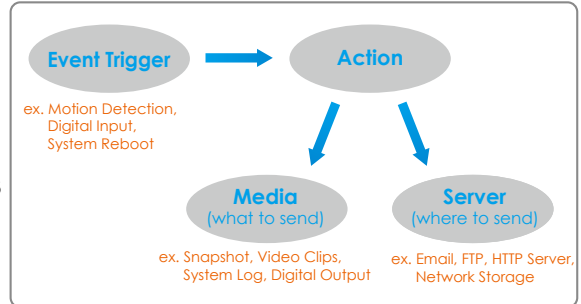 Event Trigger
Action
ex. Motion Detection,
Digital Input,
System Reboot
Media
(what to send)
Server
(where to send)
ex. Snapshot, Video Clips,
System Log, Digital Output
ex. Email, FTP, HTTP Server,
Network Storage